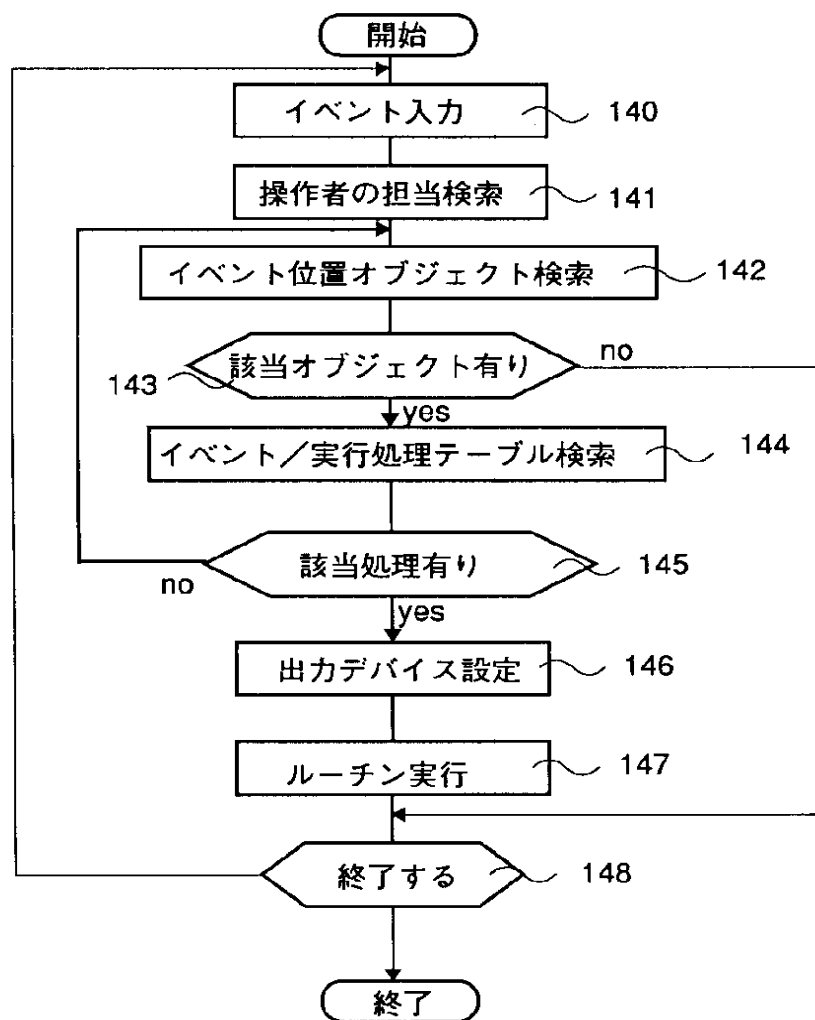 開始
イベント入力 140
操作者の担当検索 141
イベント位置オブジェクト検索 142
該当オブジェクト有り no
143
yes
イベント／実行処理テーブル検索 144
該当処理有り 145
no
yes
出力デバイス設定 146
ルーチン実行 147
終了する 148
終了